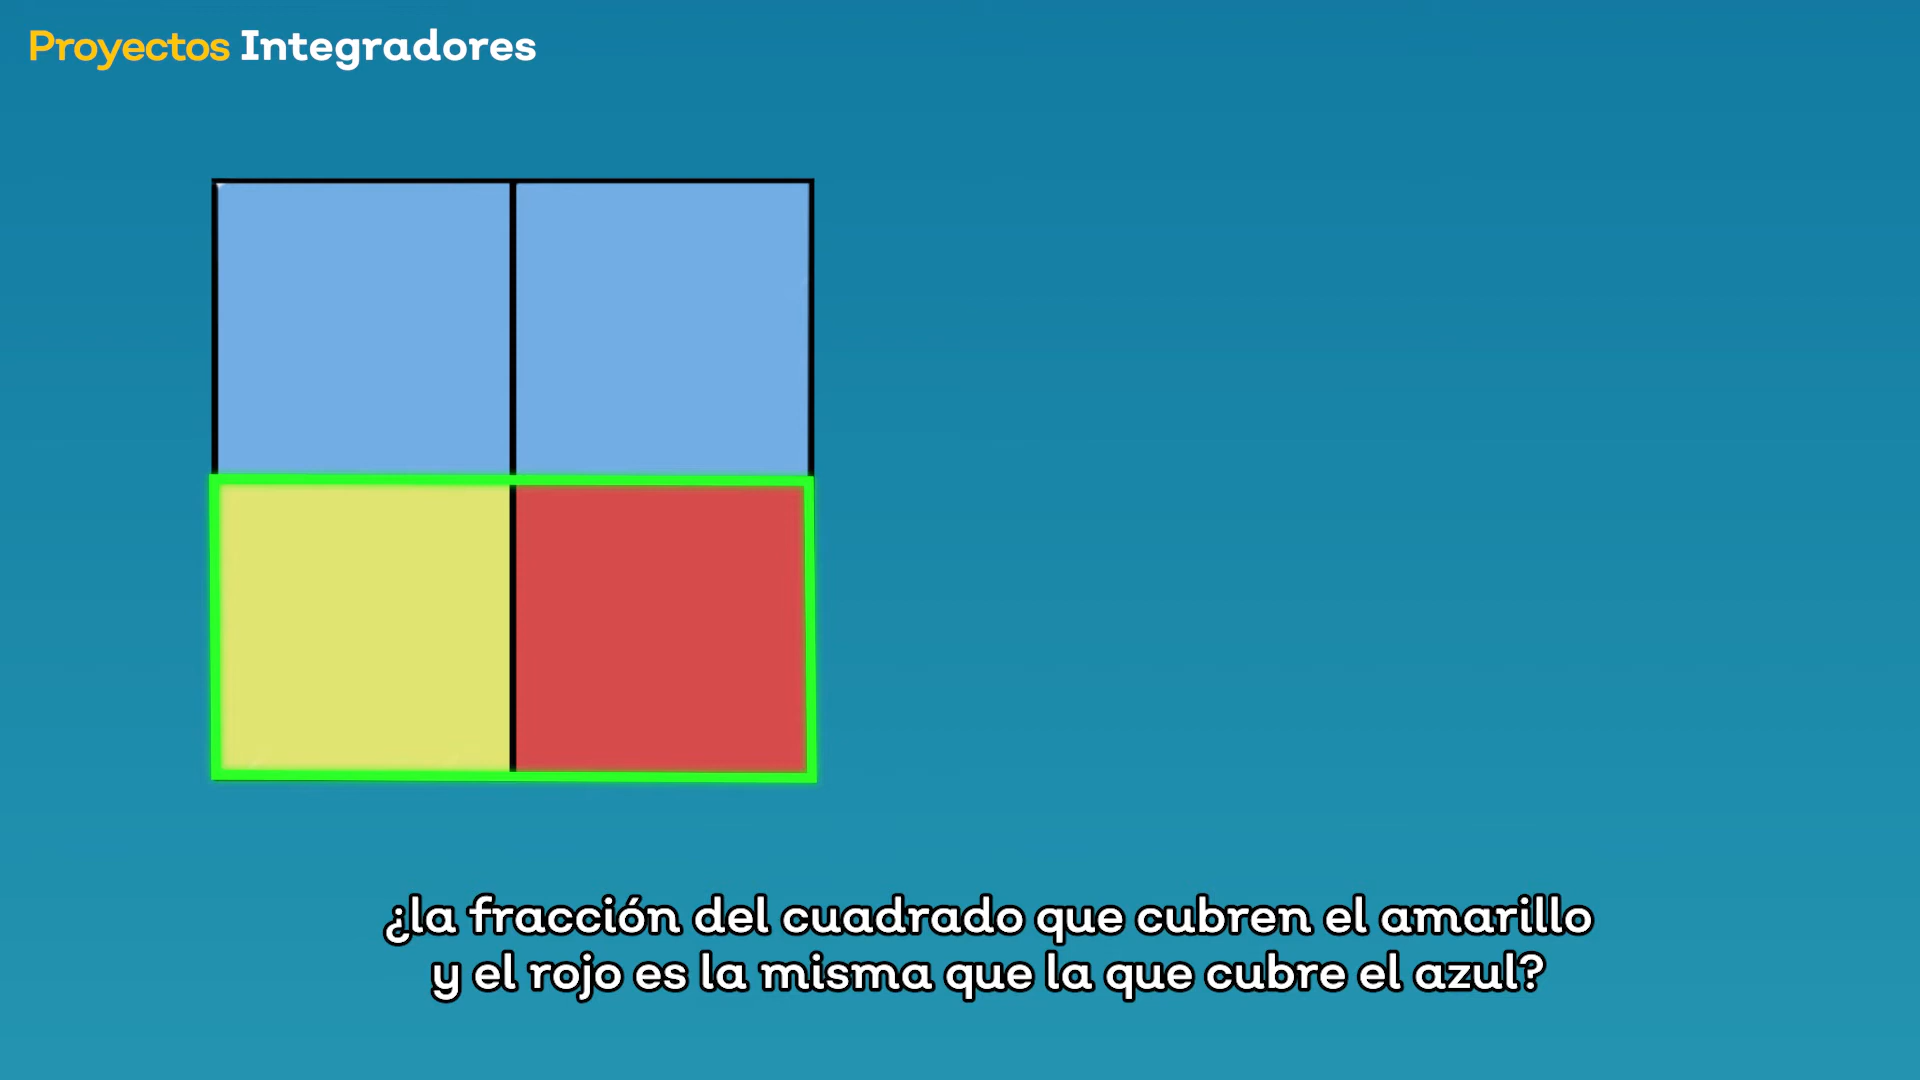 Proyectos Integradores
¿la fracción del cuadrado que cubren el amarillo
y el rojo es la misma que la que cubre el azul?